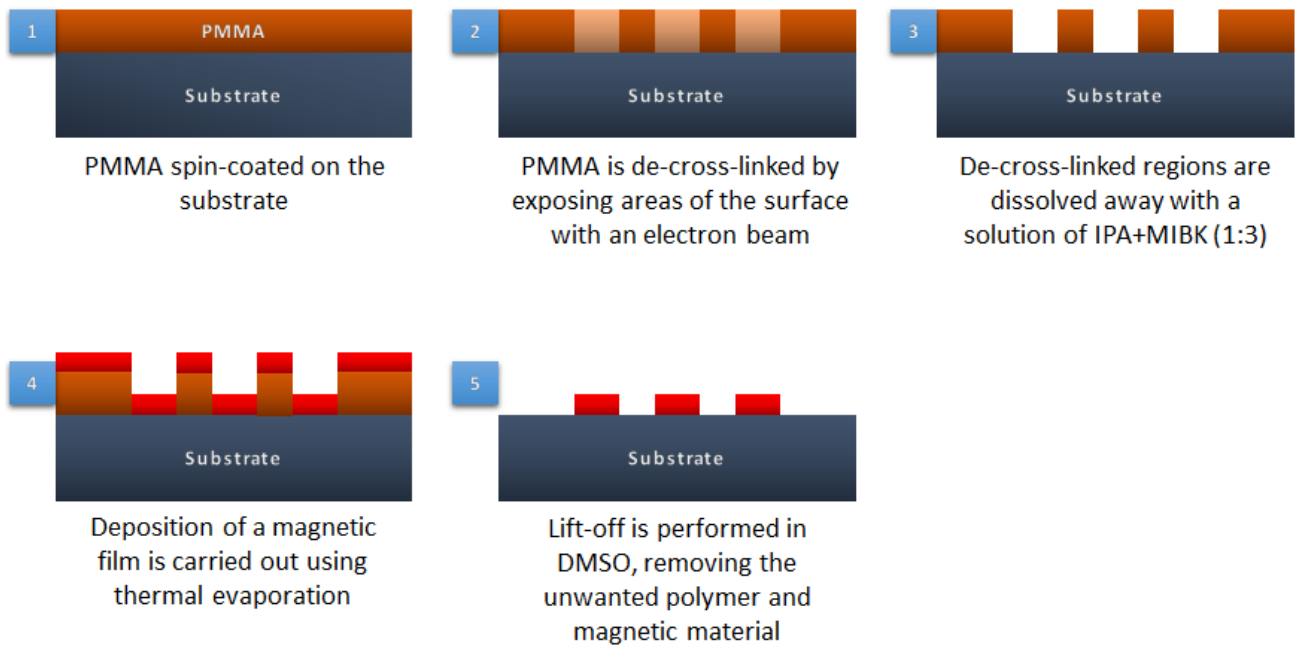 1
PMMA
Substrate
PMMA spin-coated on the
substrate
2
Substrate
PMMA is de-cross-linked by
exposing areas of the surface
with an electron beam
3
Substrate
De-cross-linked regions are
dissolved away with a
solution of IPA+MIBK (1:3)
4
Substrate
Deposition of a magnetic
film is carried out using
thermal evaporation
5
Substrate
Lift-off is performed in
DMSO, removing the
unwanted polymer and
magnetic material